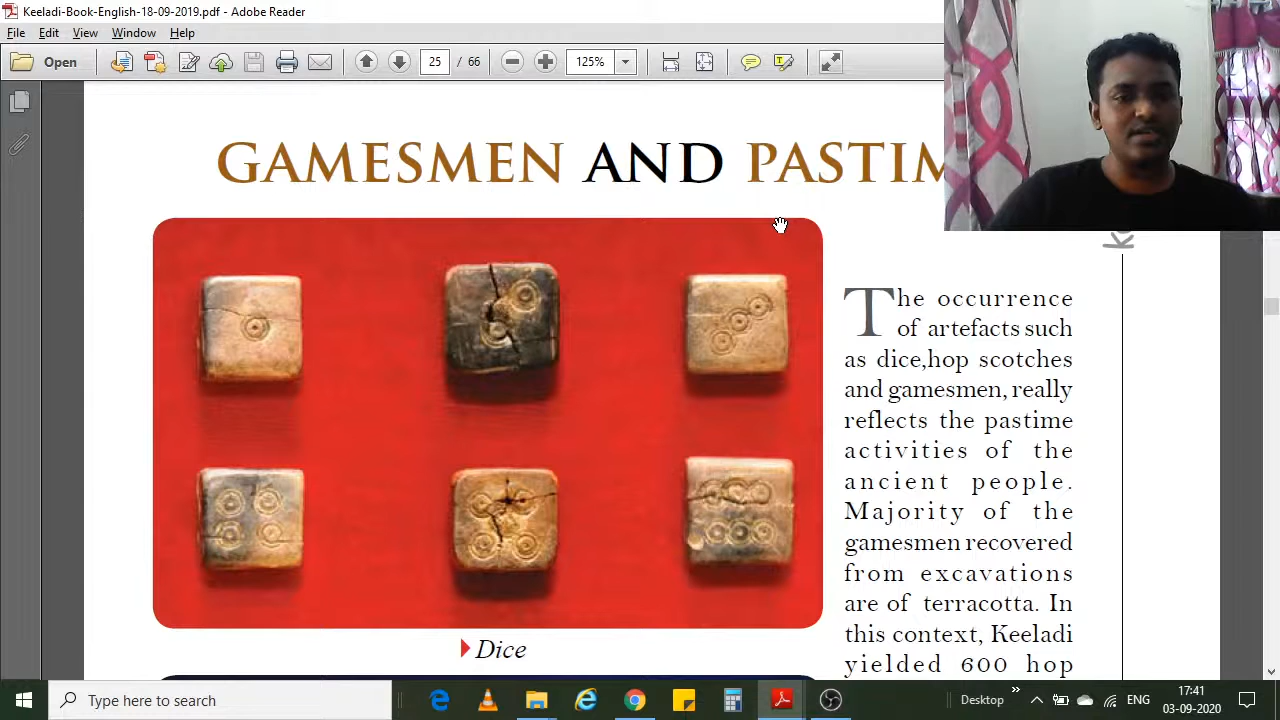 Keeladi-Book-English-18-09-2019.pdf - Adobe Reader
File Edit View Window Help
Open 25 / 66 125%
GAMESMEN AND
The occurrence
of artefacts such
as dice,hop scotches
and gamesmen, really
reflects the pastime
activities of the
ancient people.
Majority of the
gamesmen recovered
from excavations
are of terracotta. In
this context, Keeladi
yielded 600 hop
Dice
Type here to search
Desktop
ENG
17:41
03-09-2020